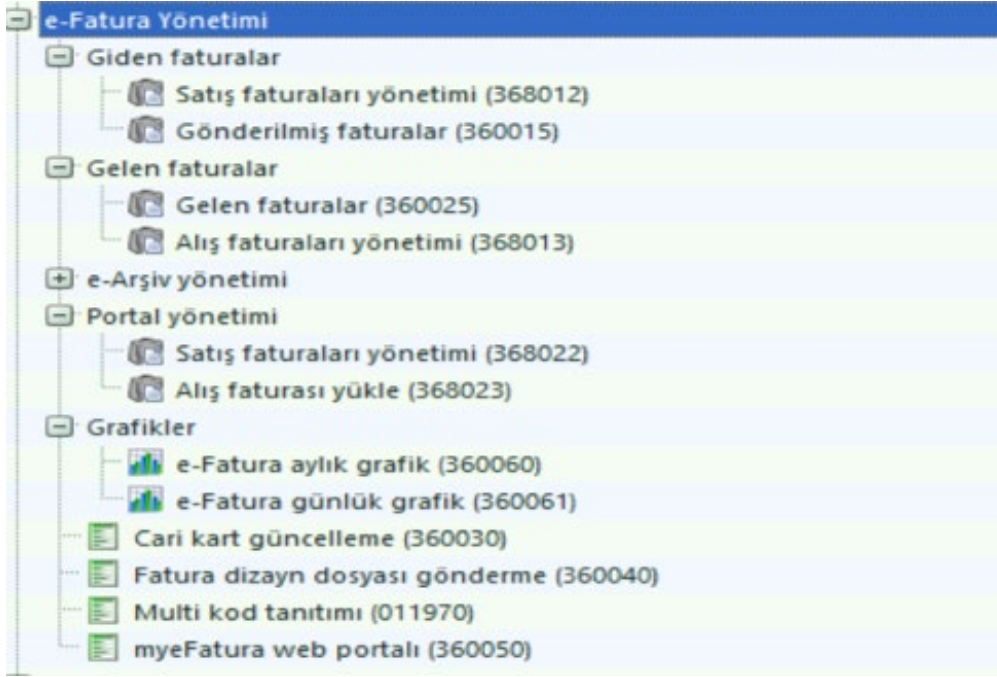 e-Fatura Yönetimi
Giden faturalar
Satış faturaları yönetimi (368012)
Gönderilmiş faturalar (360015)
Gelen faturalar
Gelen faturalar (360025)
Alış faturaları yönetimi (368013)
e-Arşiv yönetimi
Portal yönetimi
Satış faturaları yönetimi (368022)
Alış faturası yükle (368023)
Grafikler
e-Fatura aylık grafik (360060)
e-Fatura günlük grafik (360061)
Cari kart güncelleme (360030)
Fatura dizayn dosyası gönderme (360040)
Multi kod tanıtımı (011970)
myeFatura web portalı (360050)